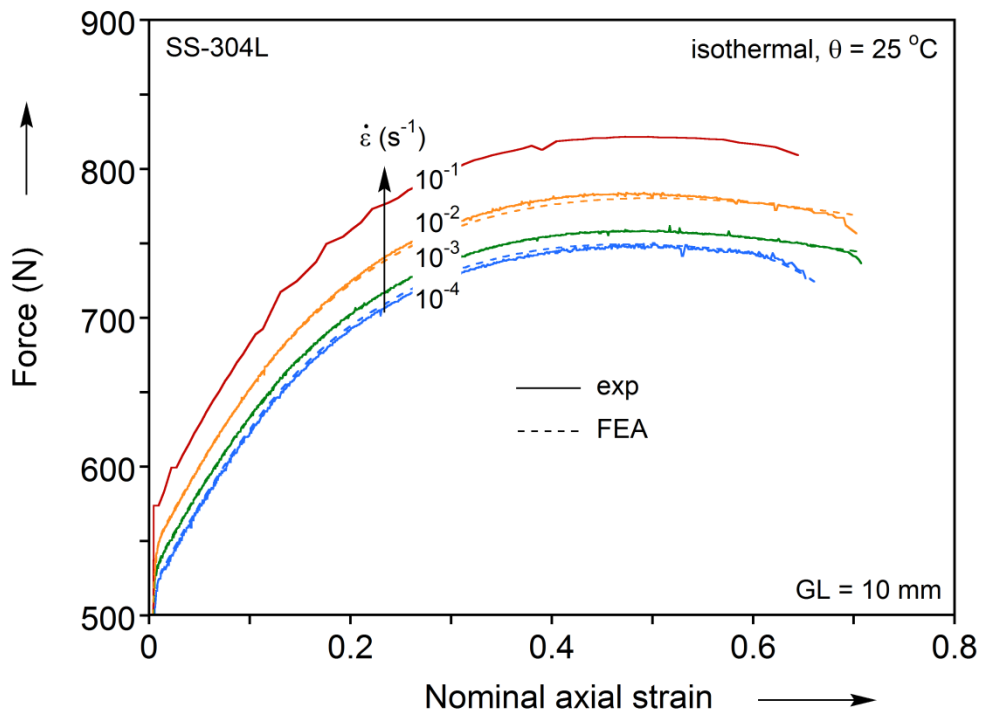 900
SS-304L
isothermal, θ = 25 °C
ε̇ (s⁻¹)
800
10⁻¹
10⁻²
10⁻³
10⁻⁴
700
Force (N)
exp
FEA
600
GL = 10 mm
500
0
0.2
0.4
0.6
0.8
Nominal axial strain